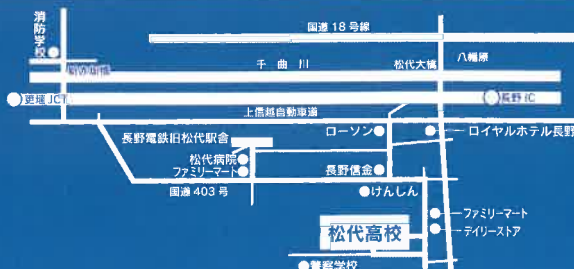 消防学校
国道18号線
千曲川
松代大橋
八幡原
更埴JCT
長野IC
上信越自動車道
長野電鉄旧松代駅舎
ローソン
ロイヤルホテル長野
松代病院
ファミリーマート
長野信金
国道403号
けんしん
ファミリーマート
松代高校
デイリーストア
警察学校